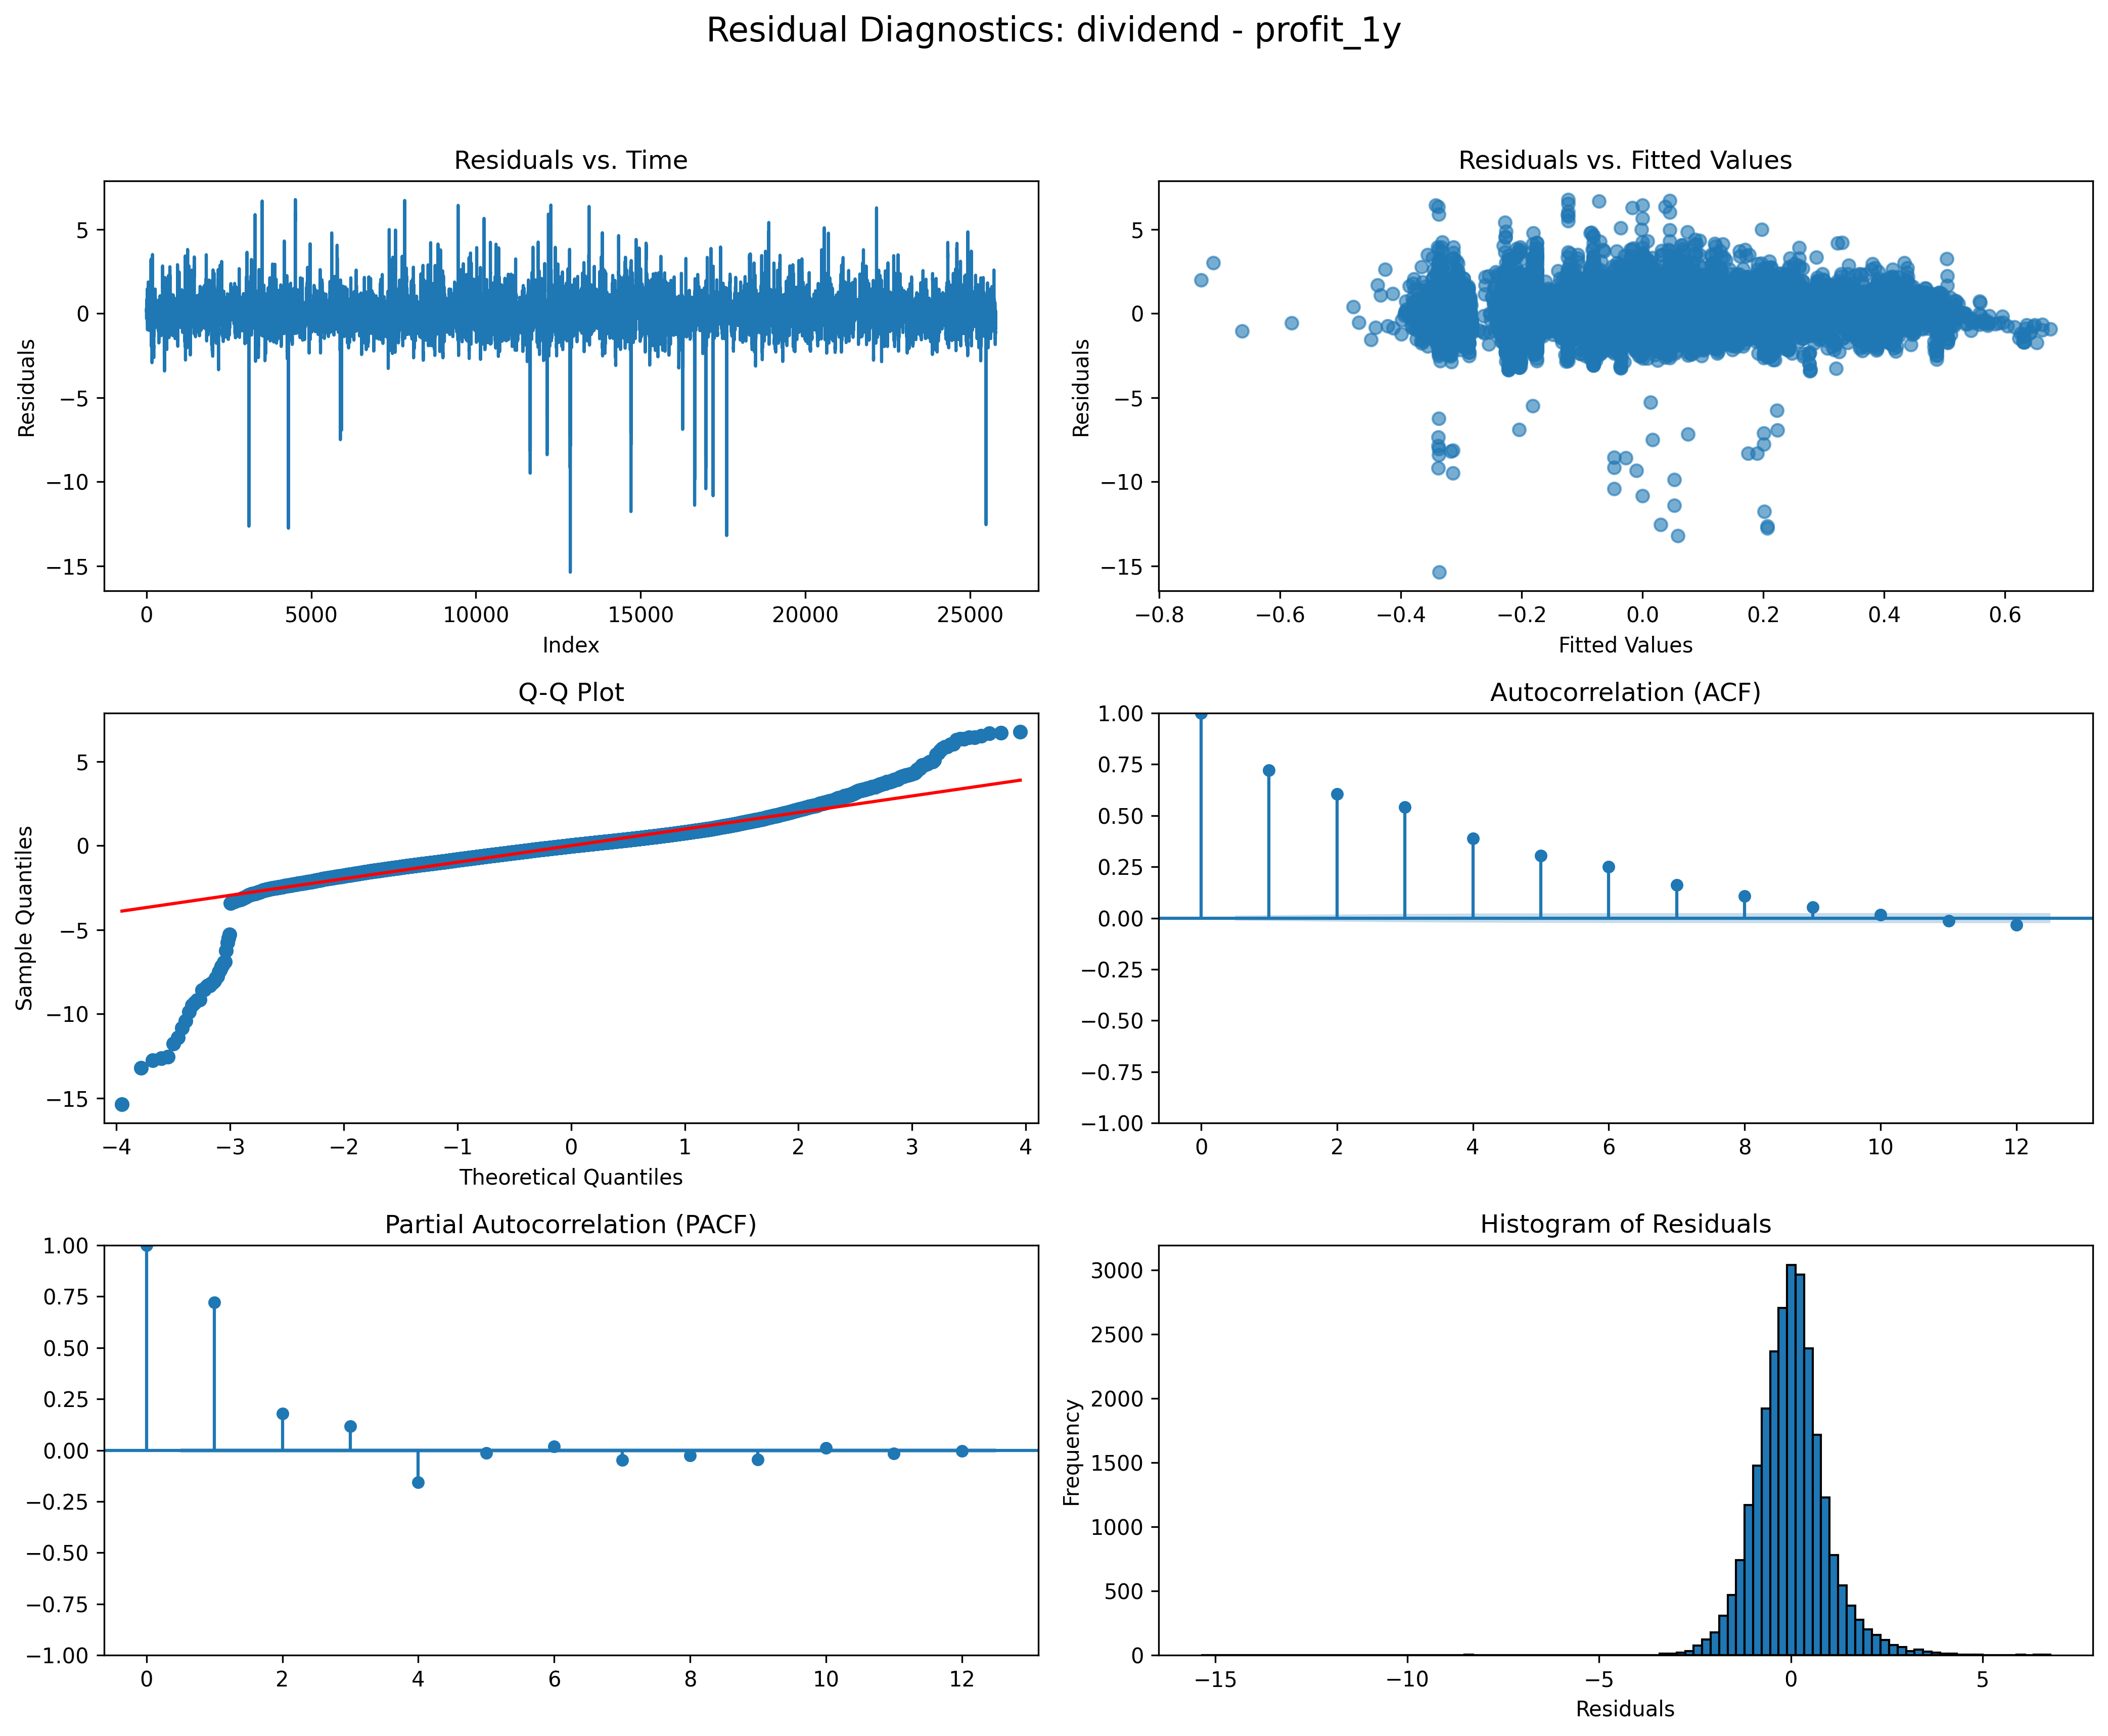 Residual Diagnostics: dividend - profit_1y
Residuals vs. Time
Residuals
5
0
−5
−10
−15
0 5000 10000 15000 20000 25000
Index
Residuals vs. Fitted Values
Residuals
5
0
−5
−10
−15
−0.8 −0.6 −0.4 −0.2 0.0 0.2 0.4 0.6
Fitted Values
Q-Q Plot
Sample Quantiles
5
0
−5
−10
−15
−4 −3 −2 −1 0 1 2 3 4
Theoretical Quantiles
Autocorrelation (ACF)
1.00
0.75
0.50
0.25
0.00
−0.25
−0.50
−0.75
−1.00
0 2 4 6 8 10 12
Partial Autocorrelation (PACF)
1.00
0.75
0.50
0.25
0.00
−0.25
−0.50
−0.75
−1.00
0 2 4 6 8 10 12
Histogram of Residuals
Frequency
3000
2500
2000
1500
1000
500
0
−15 −10 −5 0 5
Residuals